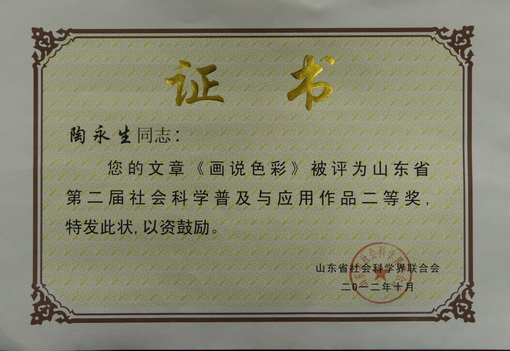 证书
陶永生同志：
您的文章《画说色彩》被评为山东省
第二届社会科学普及与应用作品二等奖，
特发此状，以资鼓励。
山东省社会科学界联合会
二〇一二年十月